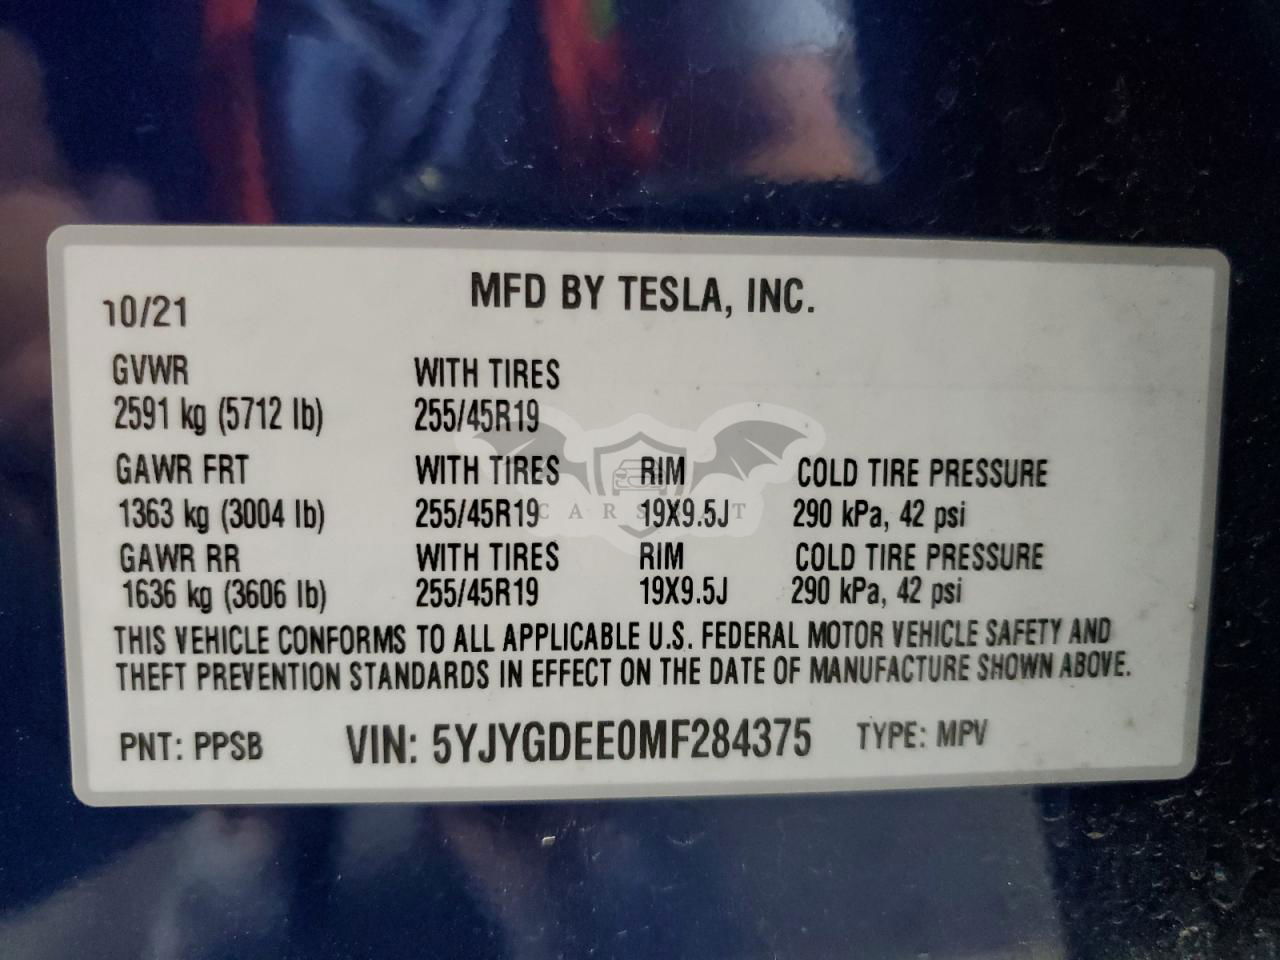 MFD BY TESLA, INC.
10/21
GVWR WITH TIRES
2591 kg (5712 lb) 255/45R19
GAWR FRT WITH TIRES RIM COLD TIRE PRESSURE
1363 kg (3004 lb) 255/45R19 19X9.5J 290 kPa, 42 psi
GAWR RR WITH TIRES RIM COLD TIRE PRESSURE
1636 kg (3606 lb) 255/45R19 19X9.5J 290 kPa, 42 psi
THIS VEHICLE CONFORMS TO ALL APPLICABLE U.S. FEDERAL MOTOR VEHICLE SAFETY AND
THEFT PREVENTION STANDARDS IN EFFECT ON THE DATE OF MANUFACTURE SHOWN ABOVE.
PNT: PPSB VIN: 5YJYGDEE0MF284375 TYPE: MPV